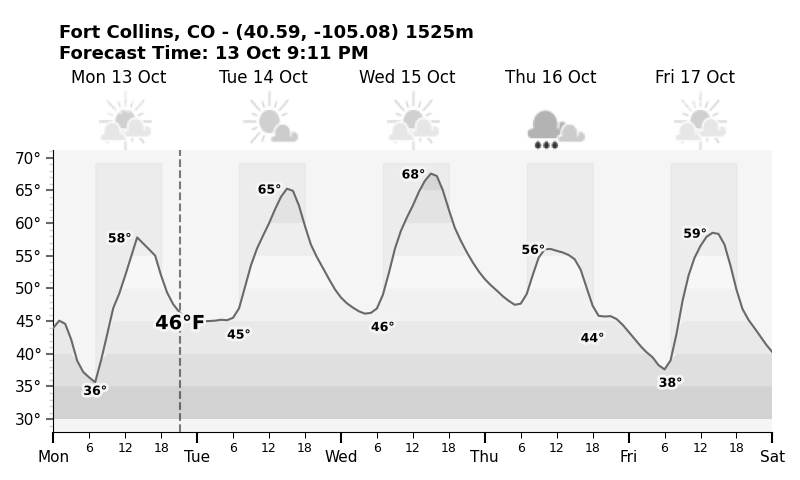 Fort Collins, CO - (40.59, -105.08) 1525m
Forecast Time: 13 Oct 9:11 PM
Mon 13 Oct Tue 14 Oct Wed 15 Oct Thu 16 Oct Fri 17 Oct
70°
65°
60°
55°
50°
45°
40°
35°
30°
58° 65° 68° 56° 59°
46°F
36° 45° 46° 44° 38°
6 12 18 6 12 18 6 12 18 6 12 18 6 12 18
Mon Tue Wed Thu Fri Sat